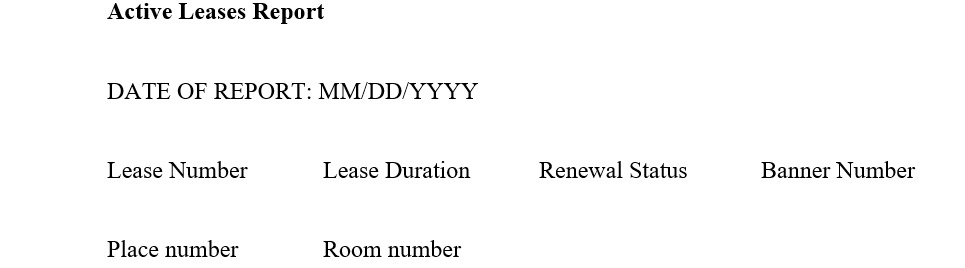 Active Leases Report
DATE OF REPORT: MM/DD/YYYY
Lease Number Lease Duration Renewal Status Banner Number
Place number Room number